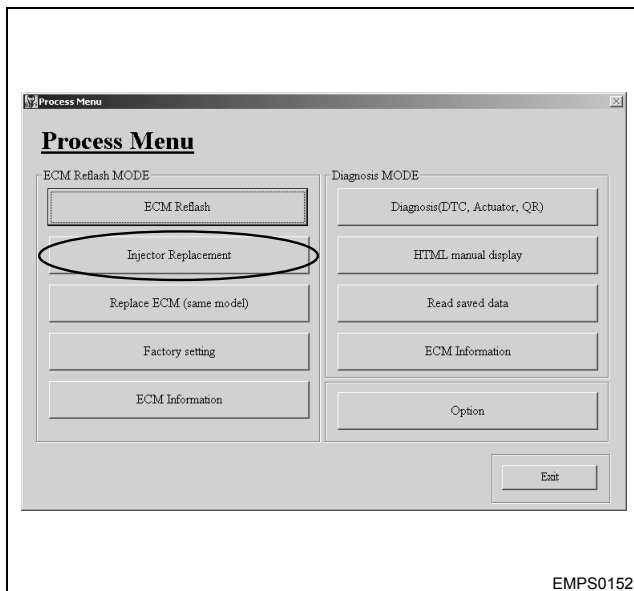 Process Menu
Process Menu
ECM Reflash MODE
ECM Reflash
Injector Replacement
Replace ECM (same model)
Factory setting
ECM Information
Diagnosis MODE
Diagnosis(DTC, Actuator, QR)
HTML manual display
Read saved data
ECM Information
Option
Exit
EMPS0152